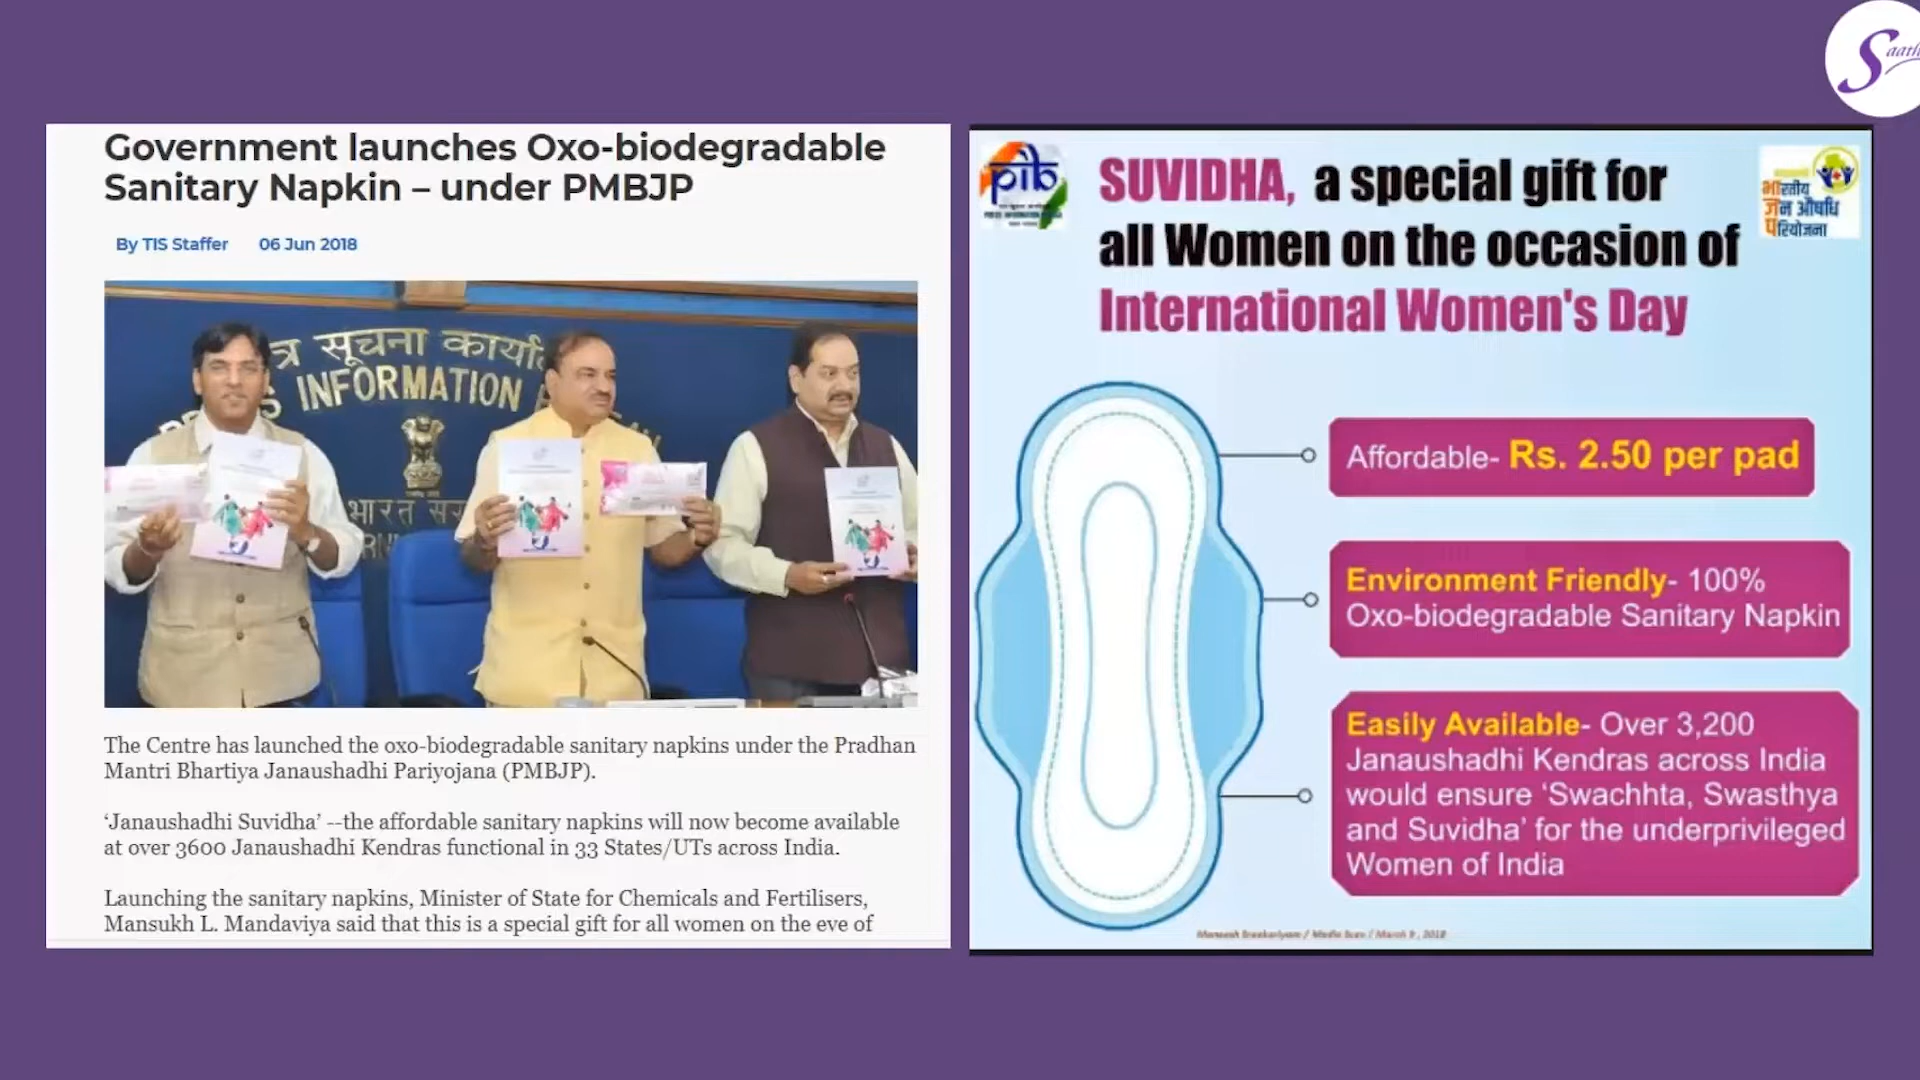 Saath
Government launches Oxo-biodegradable
Sanitary Napkin – under PMBJP
By TIS Staffer 06 Jun 2018
त्र सूचना कार्या
INFORMATION
भारत सर
The Centre has launched the oxo-biodegradable sanitary napkins under the Pradhan
Mantri Bhartiya Janaushadhi Pariyojana (PMBJP).
‘Janaushadhi Suvidha’ --the affordable sanitary napkins will now become available
at over 3600 Janaushadhi Kendras functional in 33 States/UTs across India.
Launching the sanitary napkins, Minister of State for Chemicals and Fertilisers,
Mansukh L. Mandaviya said that this is a special gift for all women on the eve of
pib
SUVIDHA, a special gift for
all Women on the occasion of
International Women's Day
भारतीय
जन औषधि
परियोजना
Affordable- Rs. 2.50 per pad
Environment Friendly- 100%
Oxo-biodegradable Sanitary Napkin
Easily Available- Over 3,200
Janaushadhi Kendras across India
would ensure ‘Swachhta, Swasthya
and Suvidha’ for the underprivileged
Women of India